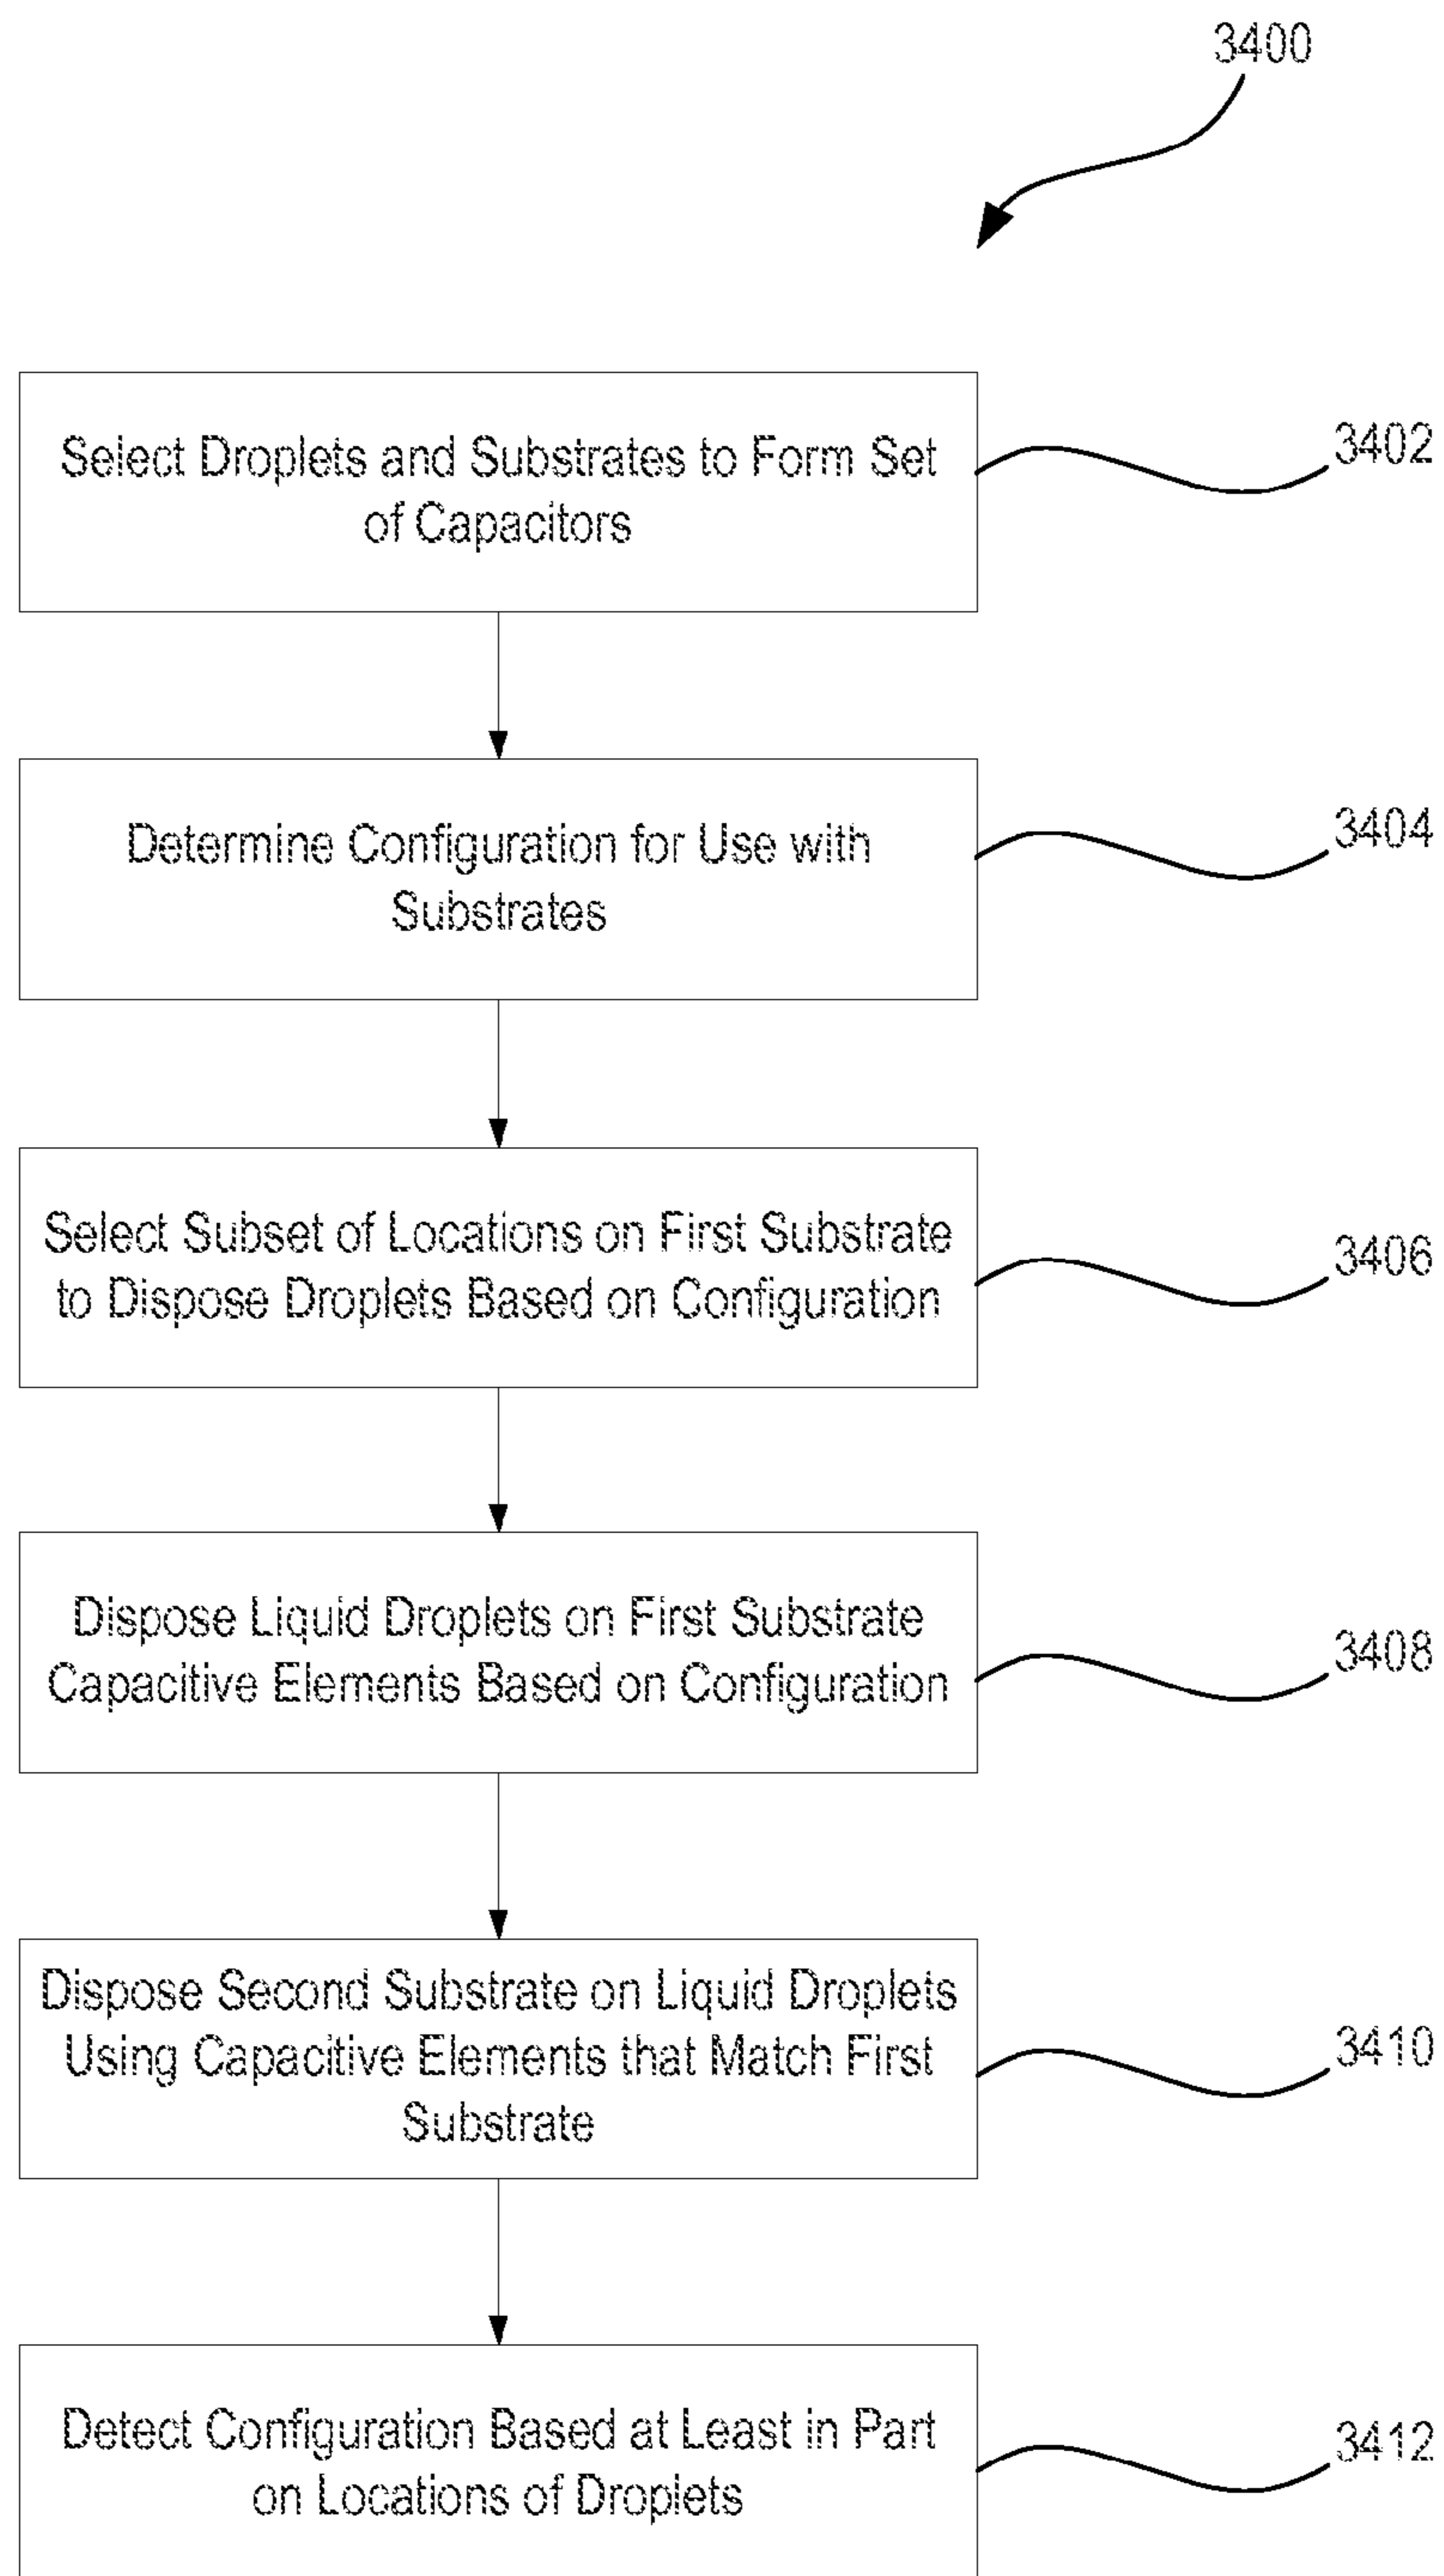 3400
Select Droplets and Substrates to Form Set
of Capacitors
3402
Determine Configuration for Use with
Substrates
3404
Select Subset of Locations on First Substrate
to Dispose Droplets Based on Configuration
3406
Dispose Liquid Droplets on First Substrate
Capacitive Elements Based on Configuration
3408
Dispose Second Substrate on Liquid Droplets
Using Capacitive Elements that Match First
Substrate
3410
Detect Configuration Based at Least in Part
on Locations of Droplets
3412